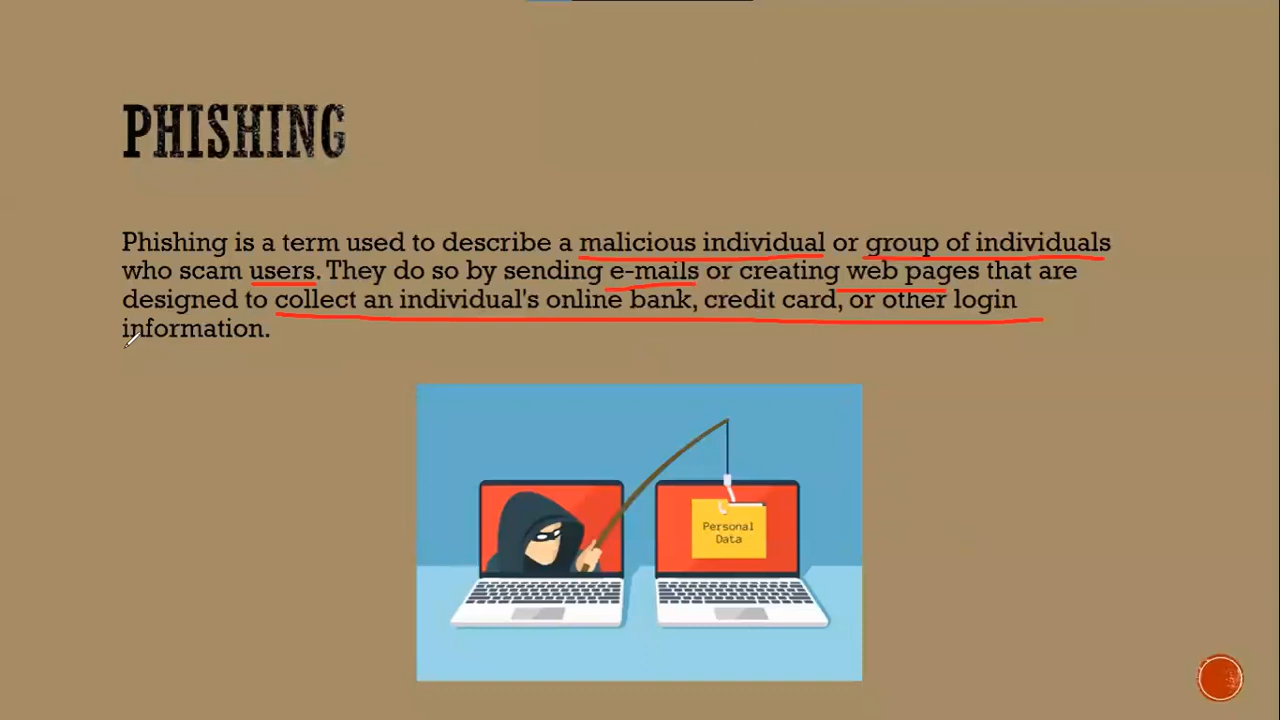 PHISHING
Phishing is a term used to describe a malicious individual or group of individuals
who scam users. They do so by sending e-mails or creating web pages that are
designed to collect an individual's online bank, credit card, or other login
information.
Personal
Data